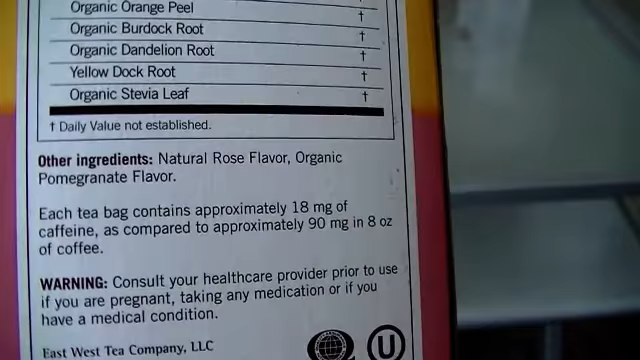 Organic Orange Peel †
Organic Burdock Root †
Organic Dandelion Root †
Yellow Dock Root †
Organic Stevia Leaf †
† Daily Value not established.
Other ingredients: Natural Rose Flavor, Organic
Pomegranate Flavor.
Each tea bag contains approximately 18 mg of
caffeine, as compared to approximately 90 mg in 8 oz
of coffee.
WARNING: Consult your healthcare provider prior to use
if you are pregnant, taking any medication or if you
have a medical condition.
East West Tea Company, LLC
U